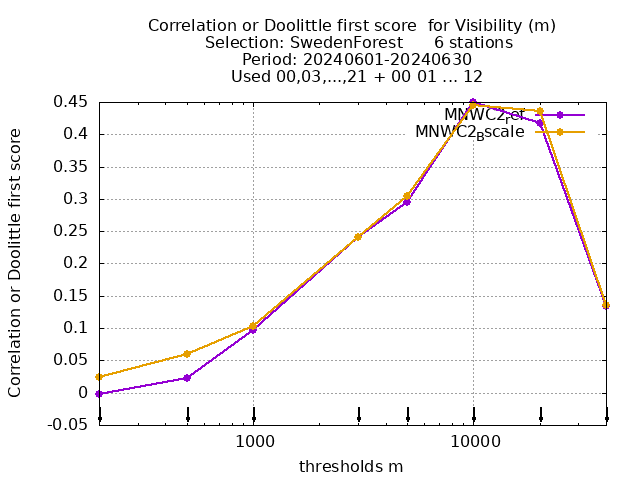 Correlation or Doolittle first score  for Visibility (m)
Selection: SwedenForest      6 stations
Period: 20240601-20240630
Used 00,03,...,21 + 00 01 ... 12
Correlation or Doolittle first score
0.45
0.4
0.35
0.3
0.25
0.2
0.15
0.1
0.05
0
-0.05
MNWC2ref
MNWC2Bscale
1000
10000
thresholds m